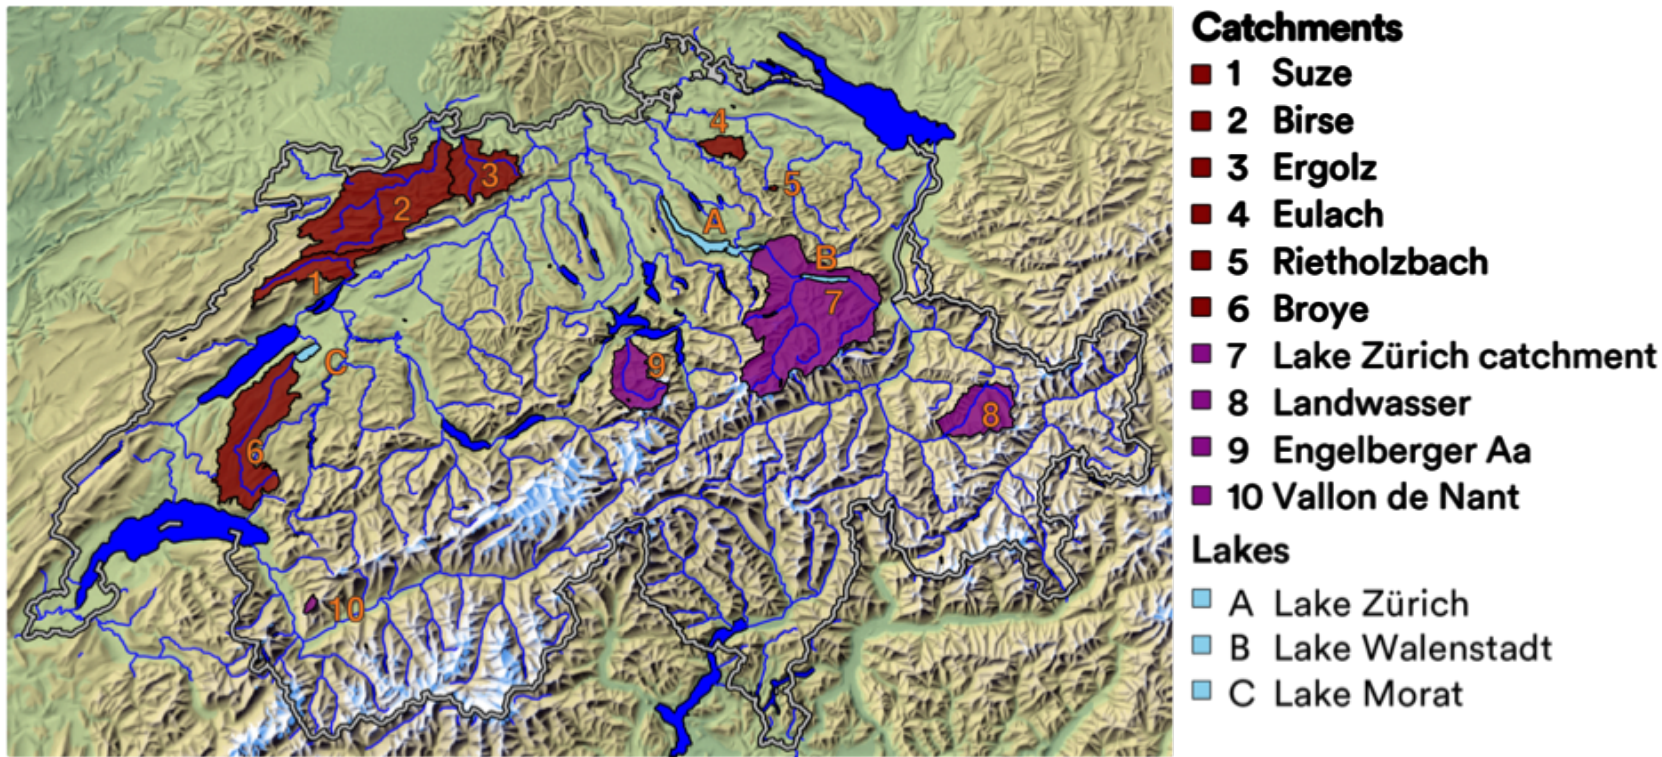 Catchments
1 Suze
2 Birse
3 Ergolz
4 Eulach
5 Rietholzbach
6 Broye
7 Lake Zürich catchment
8 Landwasser
9 Engelberger Aa
10 Vallon de Nant
Lakes
A Lake Zürich
B Lake Walenstadt
C Lake Morat
4
3
5
2
A
B
1
7
C
9
8
6
10